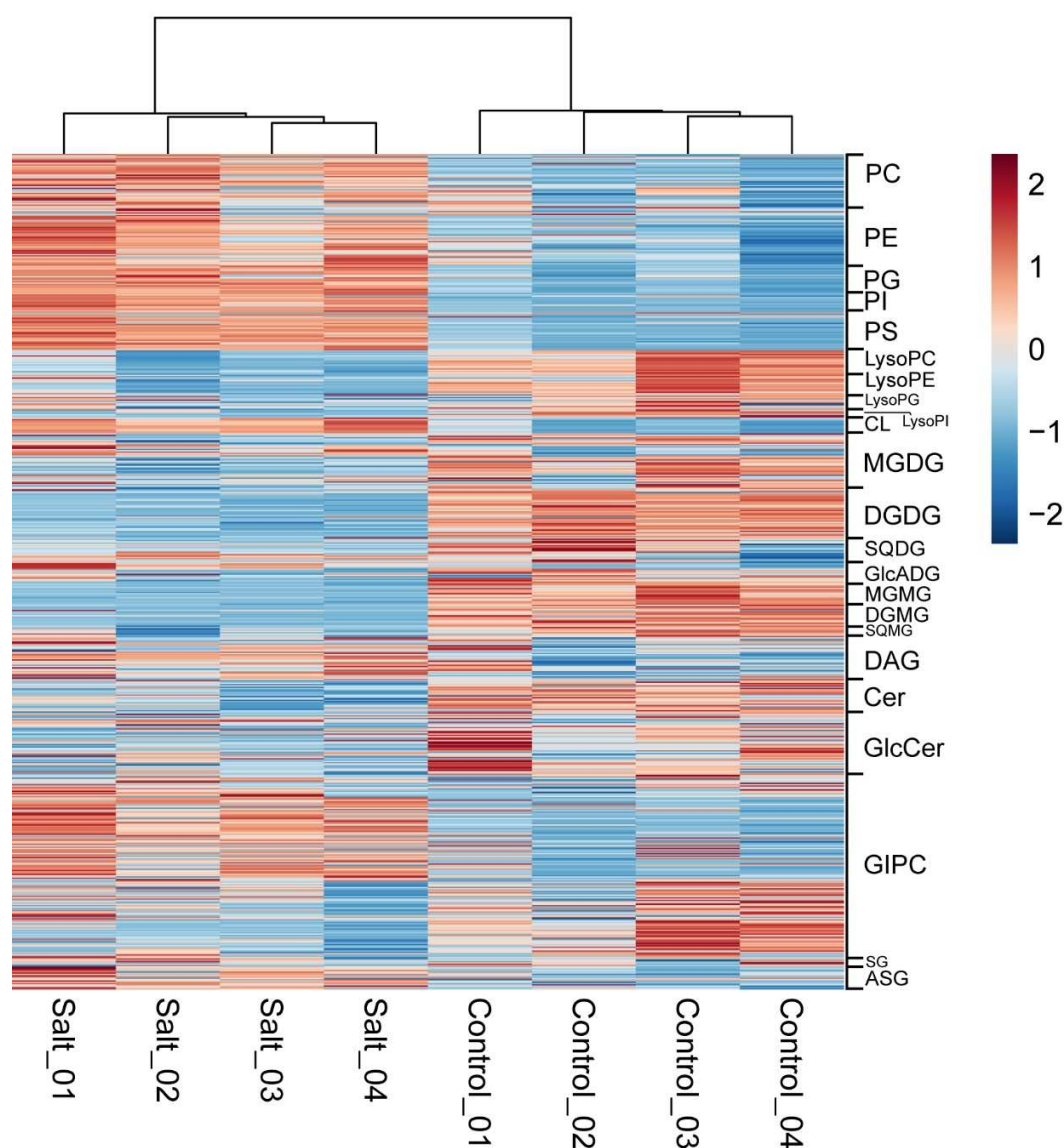 PC
PE
PG
PI
PS
LysoPC
LysoPE
LysoPG
LysoPI
CL
MGDG
DGDG
SQDG
GlcADG
MGMG
DGMG
SQMG
DAG
Cer
GlcCer
GIPC
SG
ASG
2
1
0
−1
−2
Salt_01
Salt_02
Salt_03
Salt_04
Control_01
Control_02
Control_03
Control_04